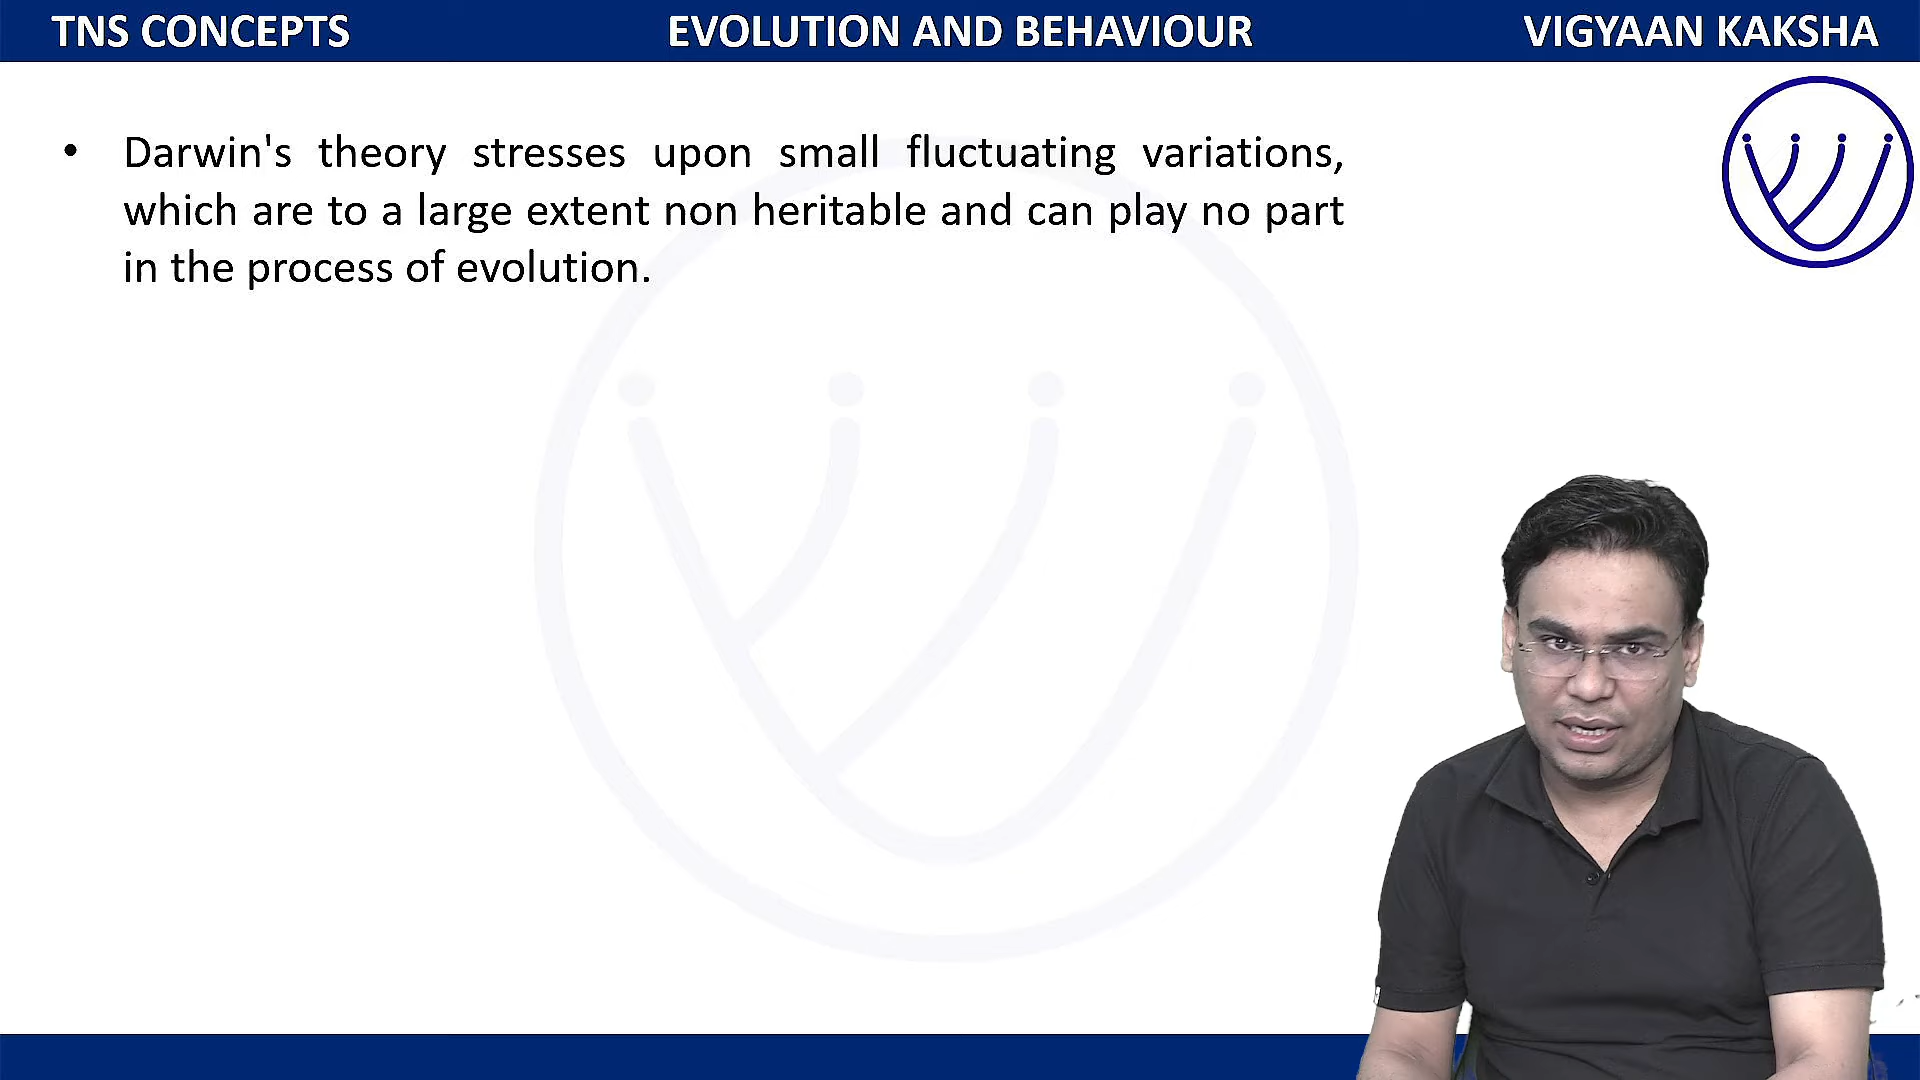 TNS CONCEPTS
EVOLUTION AND BEHAVIOUR
VIGYAAN KAKSHA
• Darwin's theory stresses upon small fluctuating variations,
which are to a large extent non heritable and can play no part
in the process of evolution.